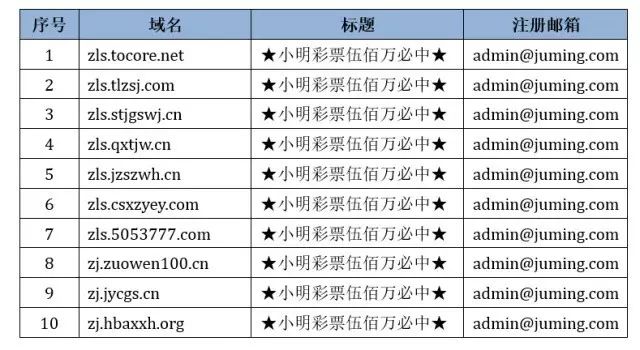 序号 域名 标题 注册邮箱
1 zls.tocore.net ★小明彩票伍佰万必中★ admin@juming.com
2 zls.tlzsj.com ★小明彩票伍佰万必中★ admin@juming.com
3 zls.stjgswj.cn ★小明彩票伍佰万必中★ admin@juming.com
4 zls.qxtjw.cn ★小明彩票伍佰万必中★ admin@juming.com
5 zls.jzszwh.cn ★小明彩票伍佰万必中★ admin@juming.com
6 zls.csxzyey.com ★小明彩票伍佰万必中★ admin@juming.com
7 zls.5053777.com ★小明彩票伍佰万必中★ admin@juming.com
8 zj.zuowen100.cn ★小明彩票伍佰万必中★ admin@juming.com
9 zj.jycgs.cn ★小明彩票伍佰万必中★ admin@juming.com
10 zj.hbaxxh.org ★小明彩票伍佰万必中★ admin@juming.com